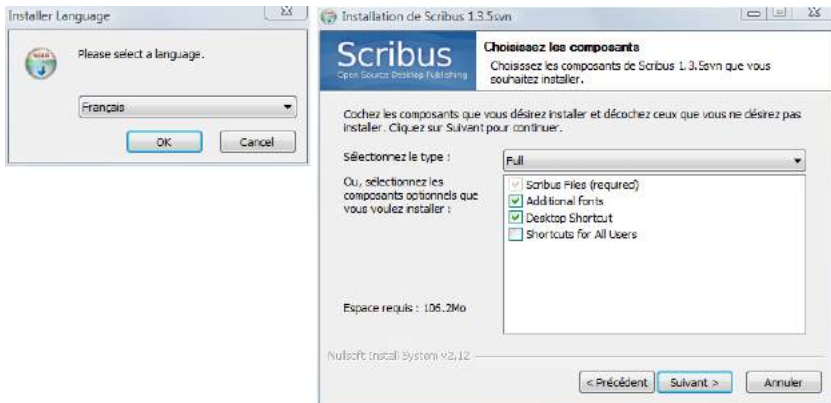 Installer Language
Please select a language.
Français
OK
Cancel
Installation de Scribus 1.3.5svn
Scribus
Open Source Desktop Publishing
Choisissez les composants
Choisissez les composants de Scribus 1.3.5svn que vous
souhaitez installer.
Cochez les composants que vous désirez installer et décochez ceux que vous ne désirez pas
installer. Cliquez sur Suivant pour continuer.
Sélectionnez le type :
Full
Ou, sélectionnez les
composants optionnels que
vous voulez installer :
Scribus Files (required)
Additional fonts
Desktop Shortcut
Shortcuts for All Users
Espace requis : 106.2Mo
Nullsoft Install System v2.12
< Précédent
Suivant >
Annuler